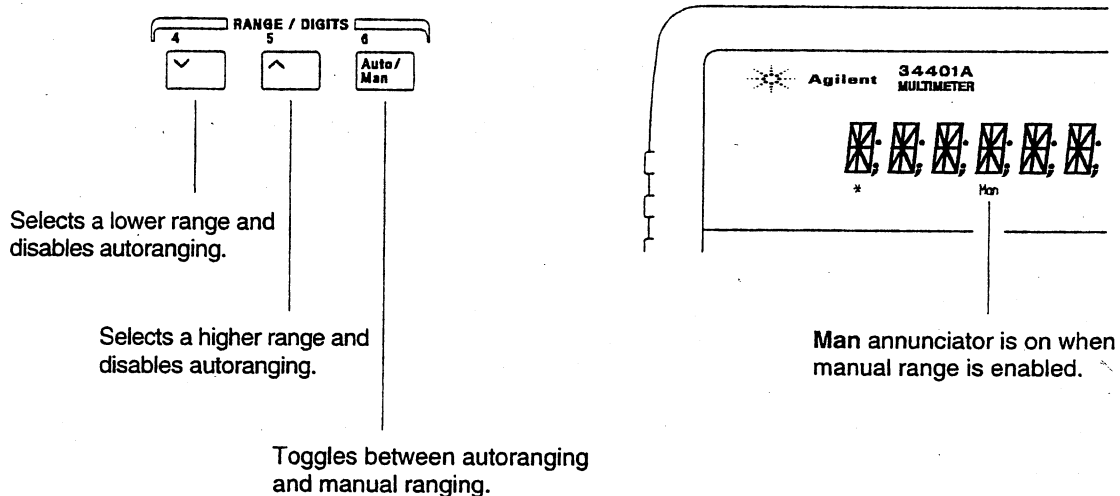 RANGE / DIGITS
4 5 6
Auto/
Man
Selects a lower range and
disables autoranging.
Selects a higher range and
disables autoranging.
Toggles between autoranging
and manual ranging.
Agilent 34401A
MULTIMETER
* Man
Man annunciator is on when
manual range is enabled.